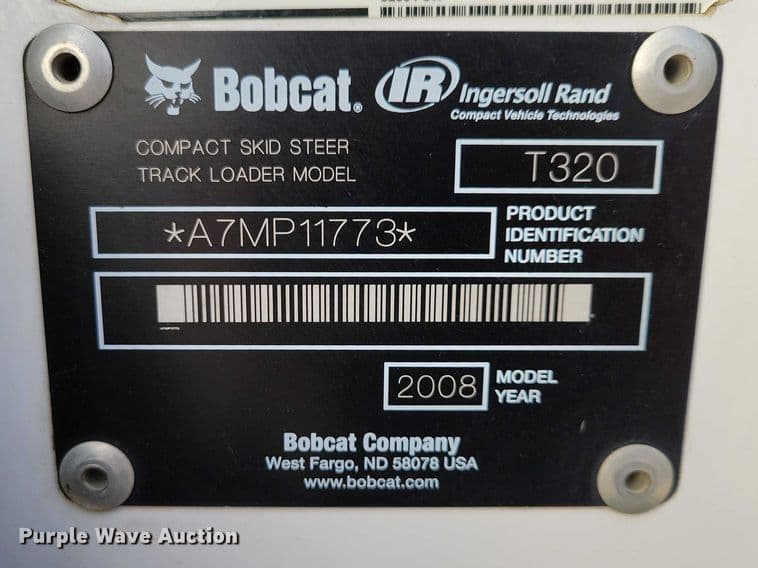 Bobcat® IR Ingersoll Rand
Compact Vehicle Technologies
COMPACT SKID STEER
TRACK LOADER MODEL
T320
*A7MP11773*
PRODUCT
IDENTIFICATION
NUMBER
2008
MODEL
YEAR
Bobcat Company
West Fargo, ND 58078 USA
www.bobcat.com
Purple Wave Auction